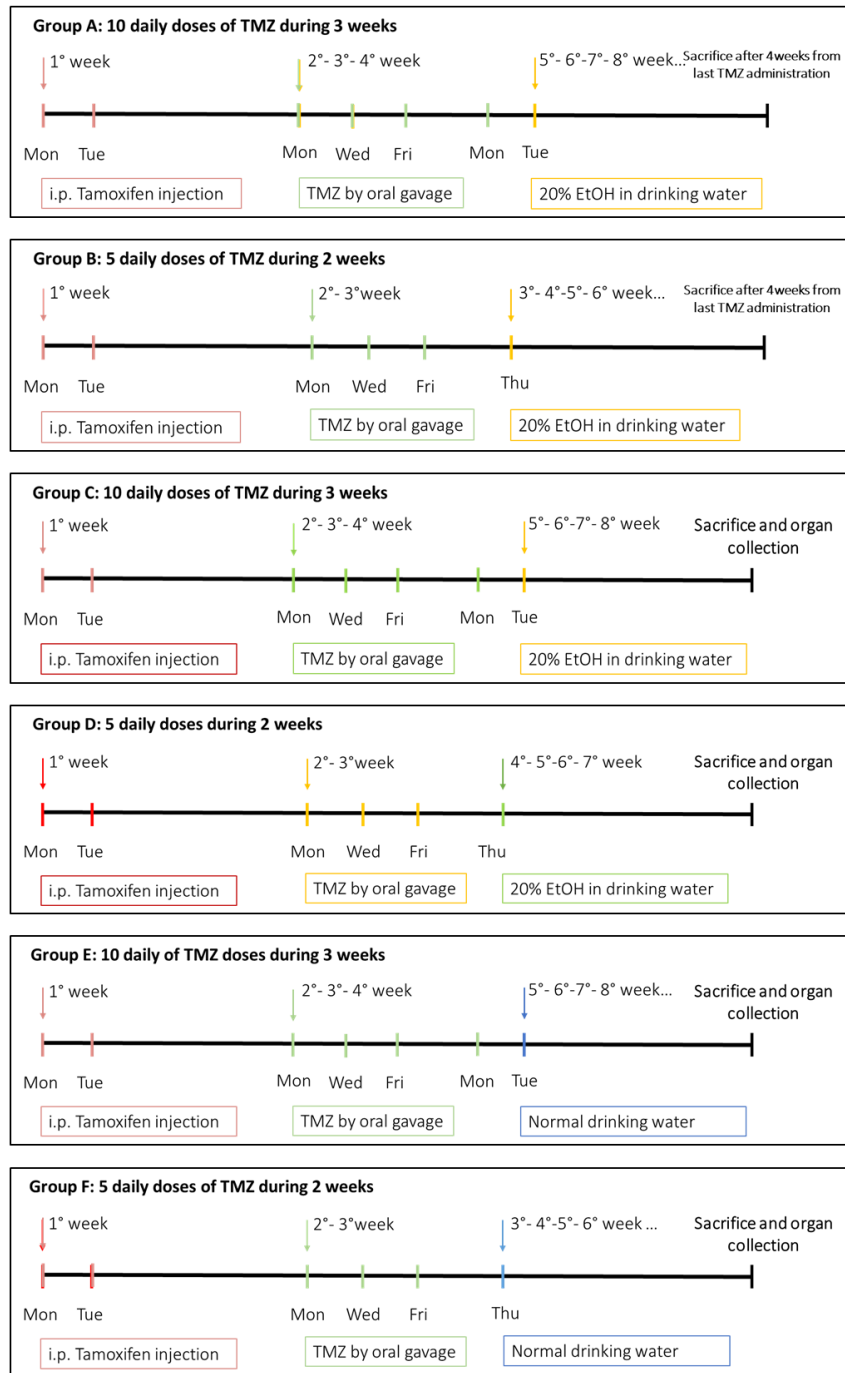 Group A: 10 daily doses of TMZ during 3 weeks
1° week
2°- 3°- 4° week
5°- 6°-7°- 8° week...
Sacrifice after 4weeks from
last TMZ administration
Mon Tue Mon Wed Fri Mon Tue
i.p. Tamoxifen injection
TMZ by oral gavage
20% EtOH in drinking water
Group B: 5 daily doses of TMZ during 2 weeks
1° week
2°- 3°week
3°- 4°-5°- 6° week...
Sacrifice after 4weeks from
last TMZ administration
Mon Tue Mon Wed Fri Thu
i.p. Tamoxifen injection
TMZ by oral gavage
20% EtOH in drinking water
Group C: 10 daily doses of TMZ during 3 weeks
1° week
2°- 3°- 4° week
5°- 6°-7°- 8° week
Sacrifice and organ
collection
Mon Tue Mon Wed Fri Mon Tue
i.p. Tamoxifen injection
TMZ by oral gavage
20% EtOH in drinking water
Group D: 5 daily doses during 2 weeks
1° week
2°- 3°week
4°- 5°-6°- 7° week
Sacrifice and organ
collection
Mon Tue Mon Wed Fri Thu
i.p. Tamoxifen injection
TMZ by oral gavage
20% EtOH in drinking water
Group E: 10 daily of TMZ doses during 3 weeks
1° week
2°- 3°- 4° week
5°- 6°-7°- 8° week...
Sacrifice and organ
collection
Mon Tue Mon Wed Fri Mon Tue
i.p. Tamoxifen injection
TMZ by oral gavage
Normal drinking water
Group F: 5 daily doses of TMZ during 2 weeks
1° week
2°- 3°week
3°- 4°-5°- 6° week ...
Sacrifice and organ
collection
Mon Tue Mon Wed Fri Thu
i.p. Tamoxifen injection
TMZ by oral gavage
Normal drinking water